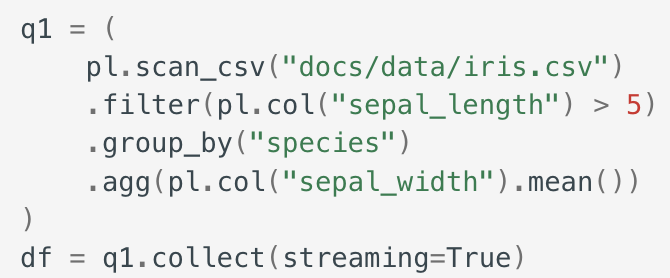 q1 = (
    pl.scan_csv("docs/data/iris.csv")
    .filter(pl.col("sepal_length") > 5)
    .group_by("species")
    .agg(pl.col("sepal_width").mean())
)
df = q1.collect(streaming=True)